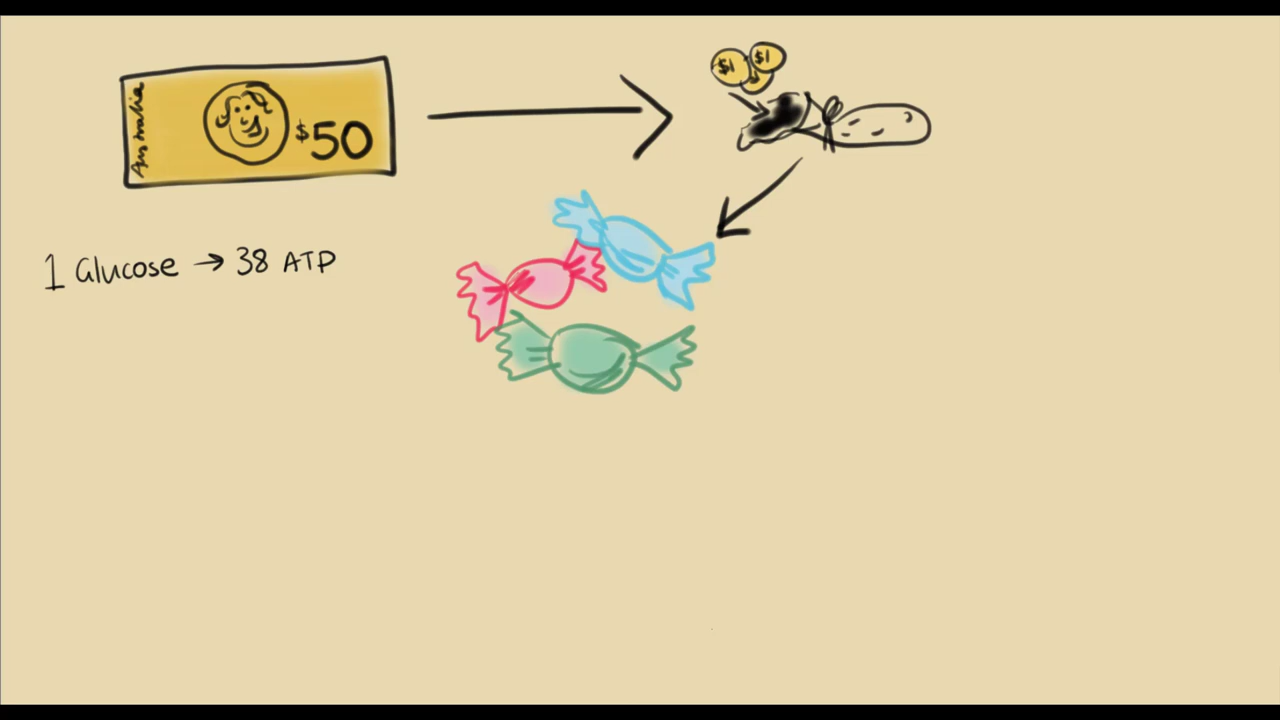 Australia
$50
$1
$1
1 Glucose → 38 ATP